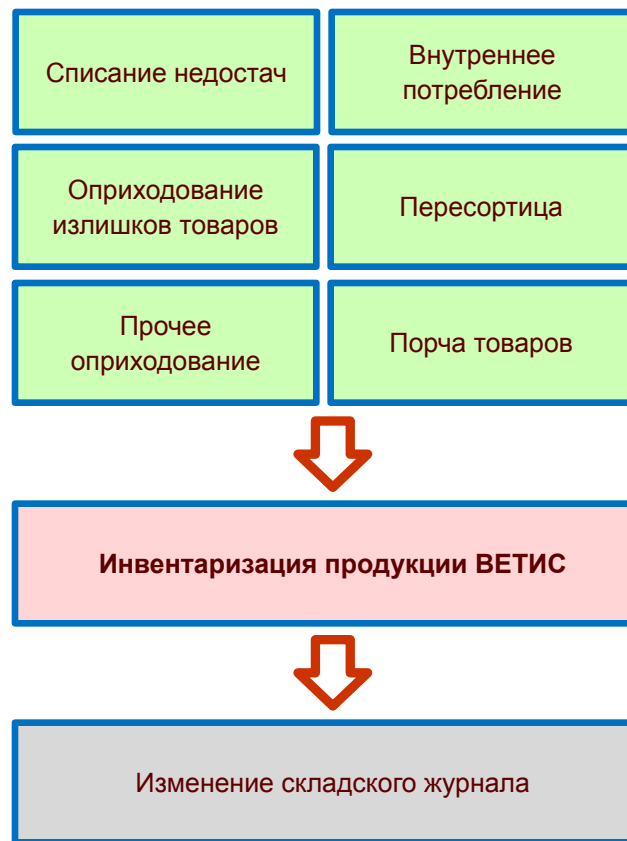 Списание недостач
Внутреннее
потребление
Оприходование
излишков товаров
Пересортица
Прочее
оприходование
Порча товаров
Инвентаризация продукции ВЕТИС
Изменение складского журнала